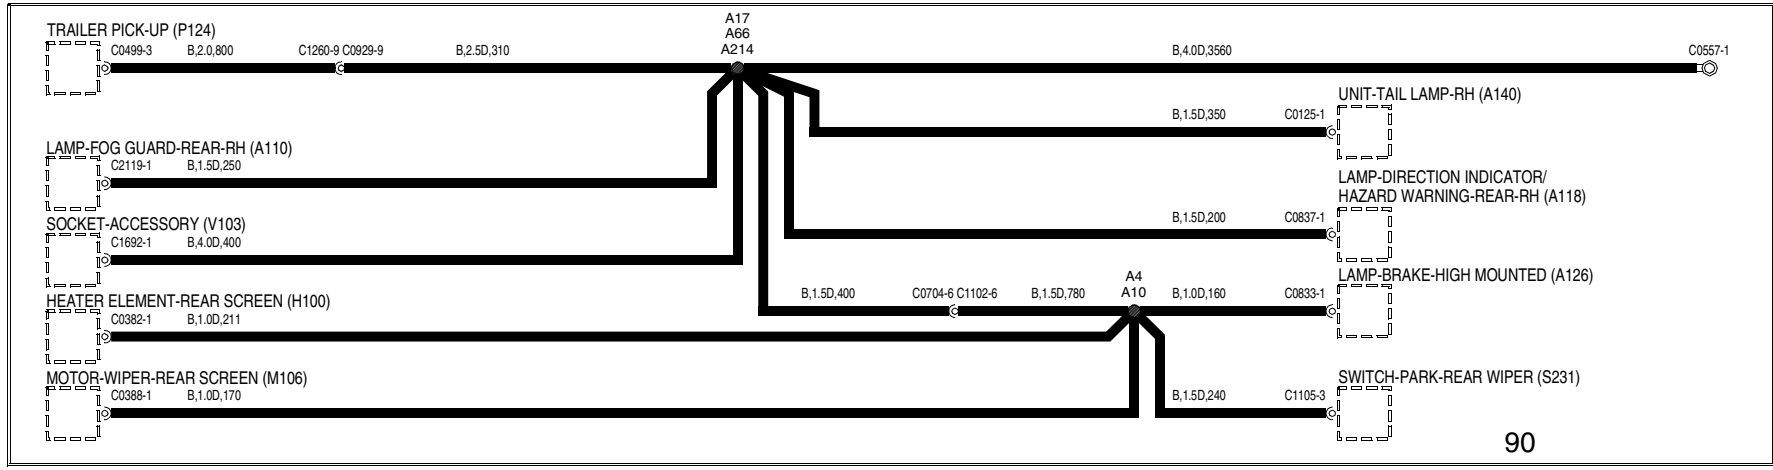 A17
A66
A214
TRAILER PICK-UP (P124)
C0499-3 B,2.0,800 C1260-9 C0929-9 B,2.5D,310 B,4.0D,3560 C0557-1
UNIT-TAIL LAMP-RH (A140)
B,1.5D,350 C0125-1
LAMP-FOG GUARD-REAR-RH (A110)
C2119-1 B,1.5D,250
LAMP-DIRECTION INDICATOR/
HAZARD WARNING-REAR-RH (A118)
B,1.5D,200 C0837-1
SOCKET-ACCESSORY (V103)
C1692-1 B,4.0D,400
LAMP-BRAKE-HIGH MOUNTED (A126)
A4
A10
B,1.5D,400 C0704-6 C1102-6 B,1.5D,780 B,1.0D,160 C0833-1
HEATER ELEMENT-REAR SCREEN (H100)
C0382-1 B,1.0D,211
MOTOR-WIPER-REAR SCREEN (M106)
C0388-1 B,1.0D,170
SWITCH-PARK-REAR WIPER (S231)
B,1.5D,240 C1105-3
90